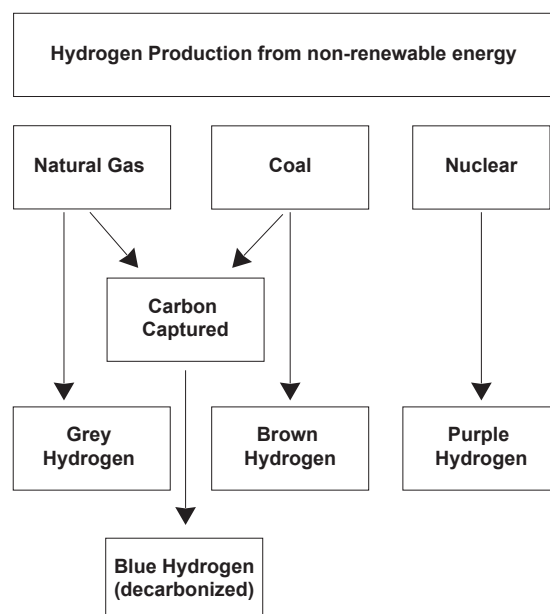 Hydrogen Production from non-renewable energy
Natural Gas
Coal
Nuclear
Carbon
Captured
Grey
Hydrogen
Brown
Hydrogen
Purple
Hydrogen
Blue Hydrogen
(decarbonized)